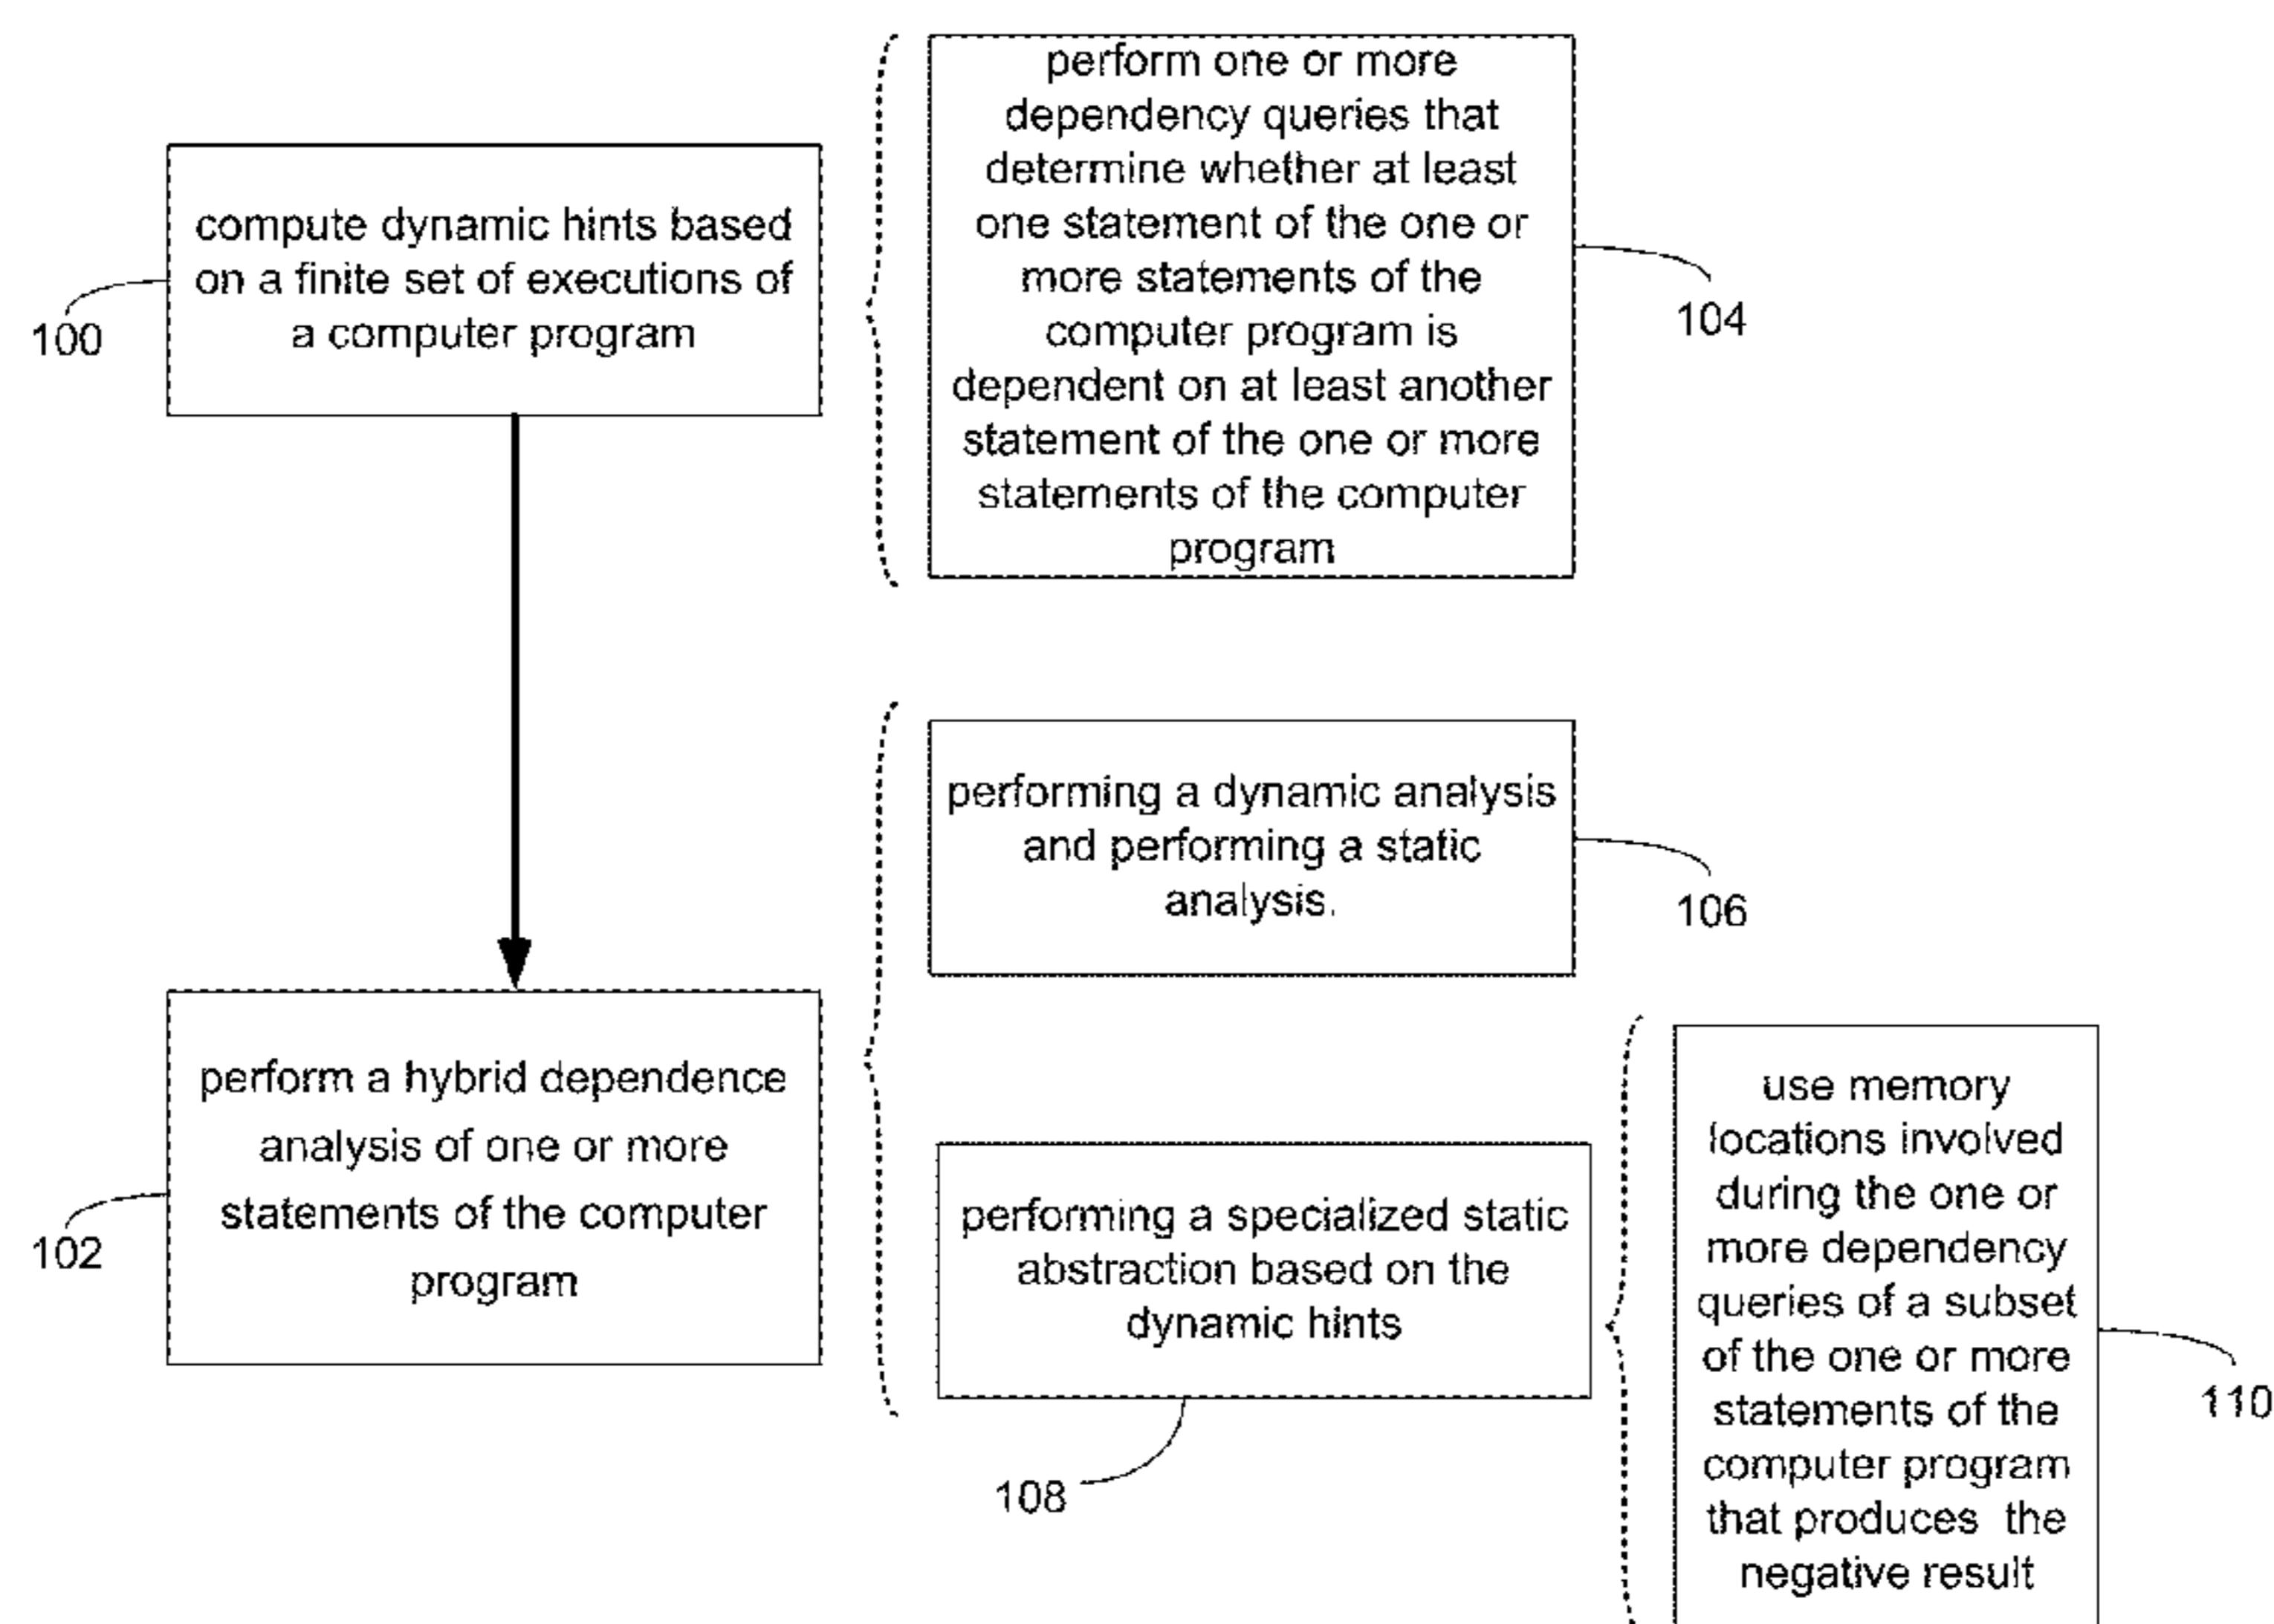 compute dynamic hints based
on a finite set of executions of
a computer program
100
perform one or more
dependency queries that
determine whether at least
one statement of the one or
more statements of the
computer program is
dependent on at least another
statement of the one or more
statements of the computer
program
104
performing a dynamic analysis
and performing a static
analysis.
106
perform a hybrid dependence
analysis of one or more
statements of the computer
program
102
performing a specialized static
abstraction based on the
dynamic hints
108
use memory
locations involved
during the one or
more dependency
queries of a subset
of the one or more
statements of the
computer program
that produces the
negative result
110